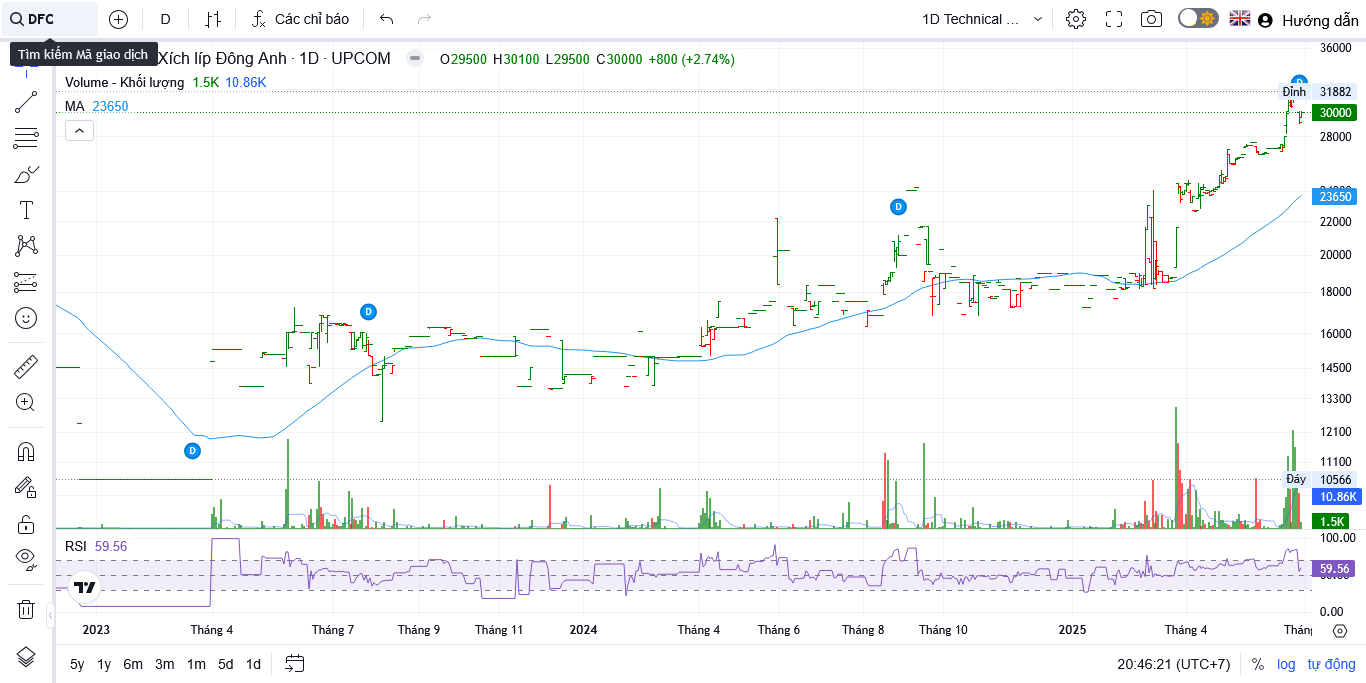 DFC
D
Các chỉ báo
1D Technical ...
Hướng dẫn
Tìm kiếm Mã giao dịch
Xích líp Đông Anh · 1D · UPCOM
O29500 H30100 L29500 C30000 +800 (+2.74%)
Volume - Khối lượng 1.5K 10.86K
MA 23650
36000
D
Đỉnh 31882
30000
28000
23650
D
22000
20000
18000
D
16000
14500
13300
12100
D
11100
Đáy 10566
10.86K
1.5K
RSI 59.56
100.00
59.56
0.00
2023 Tháng 4 Tháng 7 Tháng 9 Tháng 11 2024 Tháng 4 Tháng 6 Tháng 8 Tháng 10 2025 Tháng 4
5y 1y 6m 3m 1m 5d 1d
20:46:21 (UTC+7) % log tự động